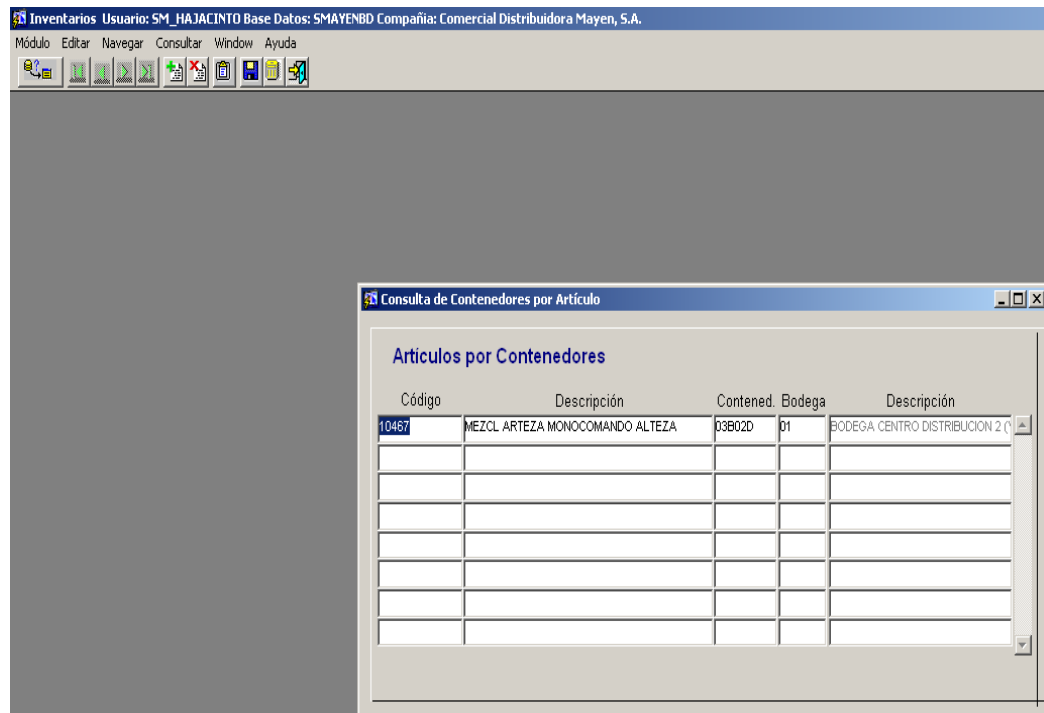 Inventarios Usuario: SM_HAJACINTO Base Datos: SMAYENBD Compañia: Comercial Distribuidora Mayen, S.A.
Módulo Editar Navegar Consultar Window Ayuda
Consulta de Contenedores por Artículo
Artículos por Contenedores
Código Descripción Contened. Bodega Descripción
10467 MEZCL ARTEZA MONOCOMANDO ALTEZA 03B02D 01 BODEGA CENTRO DISTRIBUCION 2 (